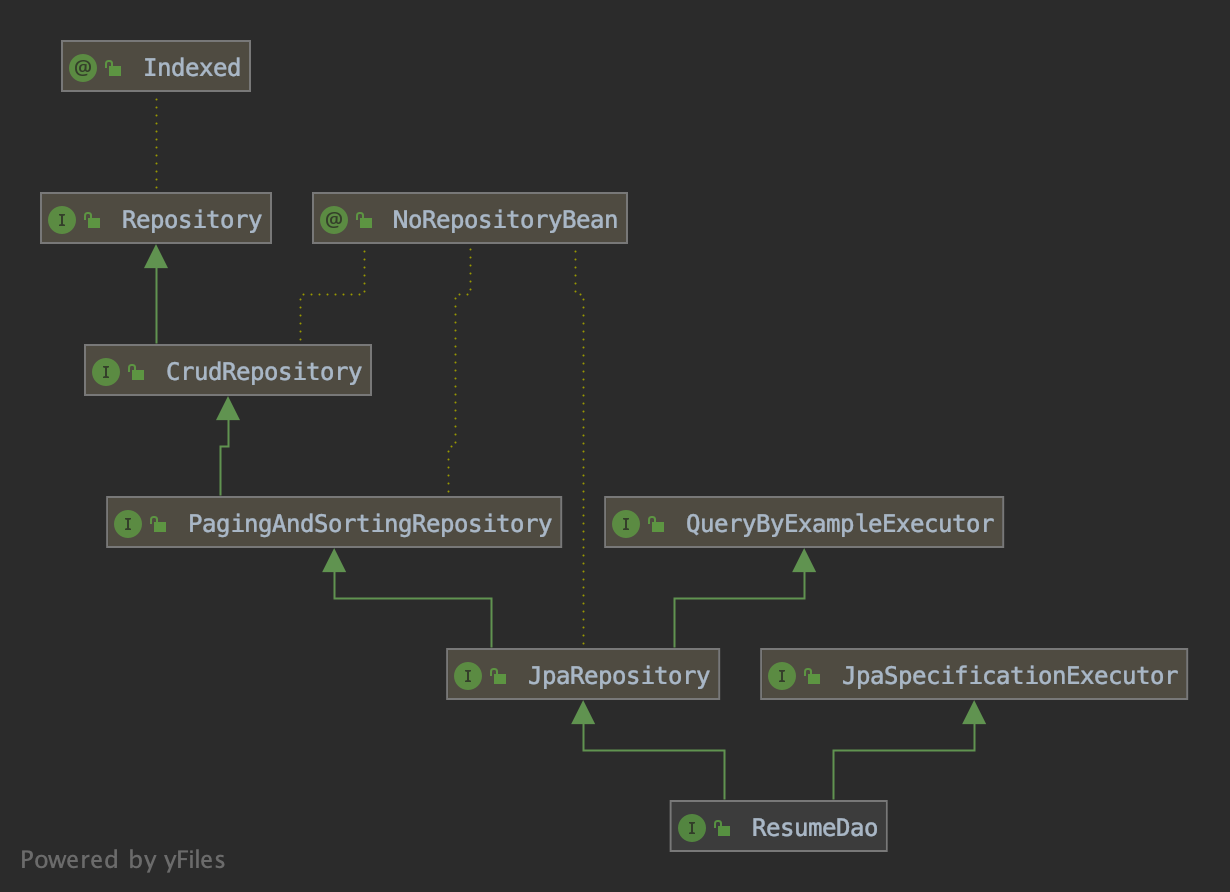 @ Indexed
I Repository
@ NoRepositoryBean
I CrudRepository
I PagingAndSortingRepository
I QueryByExampleExecutor
I JpaRepository
I JpaSpecificationExecutor
I ResumeDao
Powered by yFiles